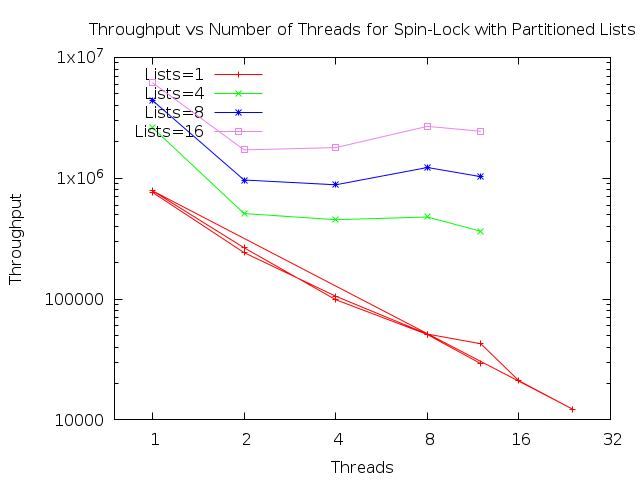 Throughput vs Number of Threads for Spin-Lock with Partitioned Lists
1x10^7
Lists=1
Lists=4
Lists=8
Lists=16
1x10^6
Throughput
100000
10000
1 2 4 8 16 32
Threads